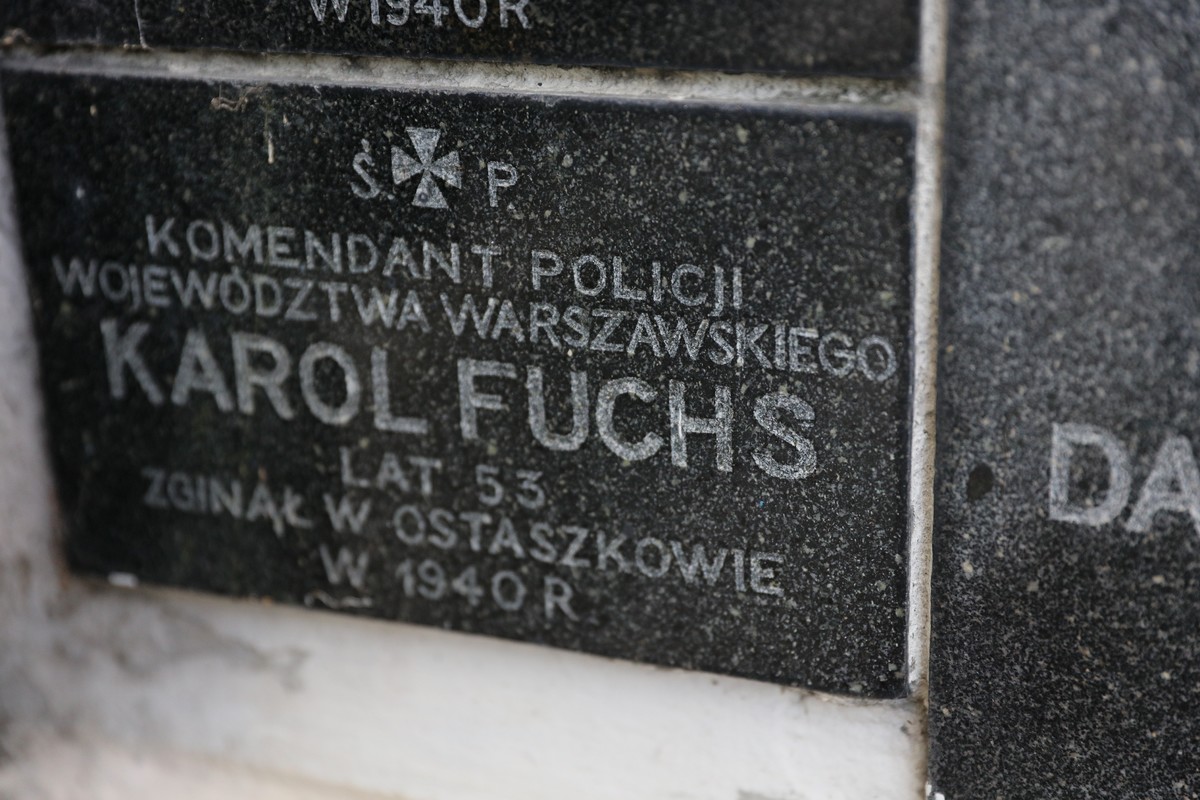 W 1940 R
Ś. P
KOMENDANT POLICJI
WOJEWÓDZTWA WARSZAWSKIEGO
KAROL FUCHS
LAT 53
ZGINĄŁ W OSTASZKOWIE
W 1940 R
DA